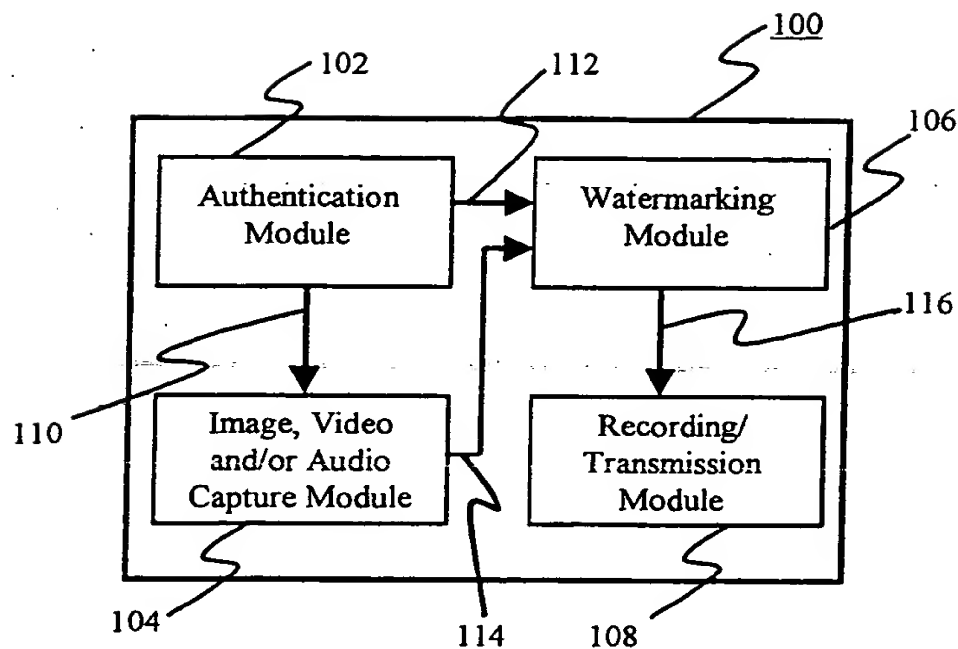 100
102
112
106
Authentication
Module
Watermarking
Module
116
110
Image, Video
and/or Audio
Capture Module
Recording/
Transmission
Module
104
114
108